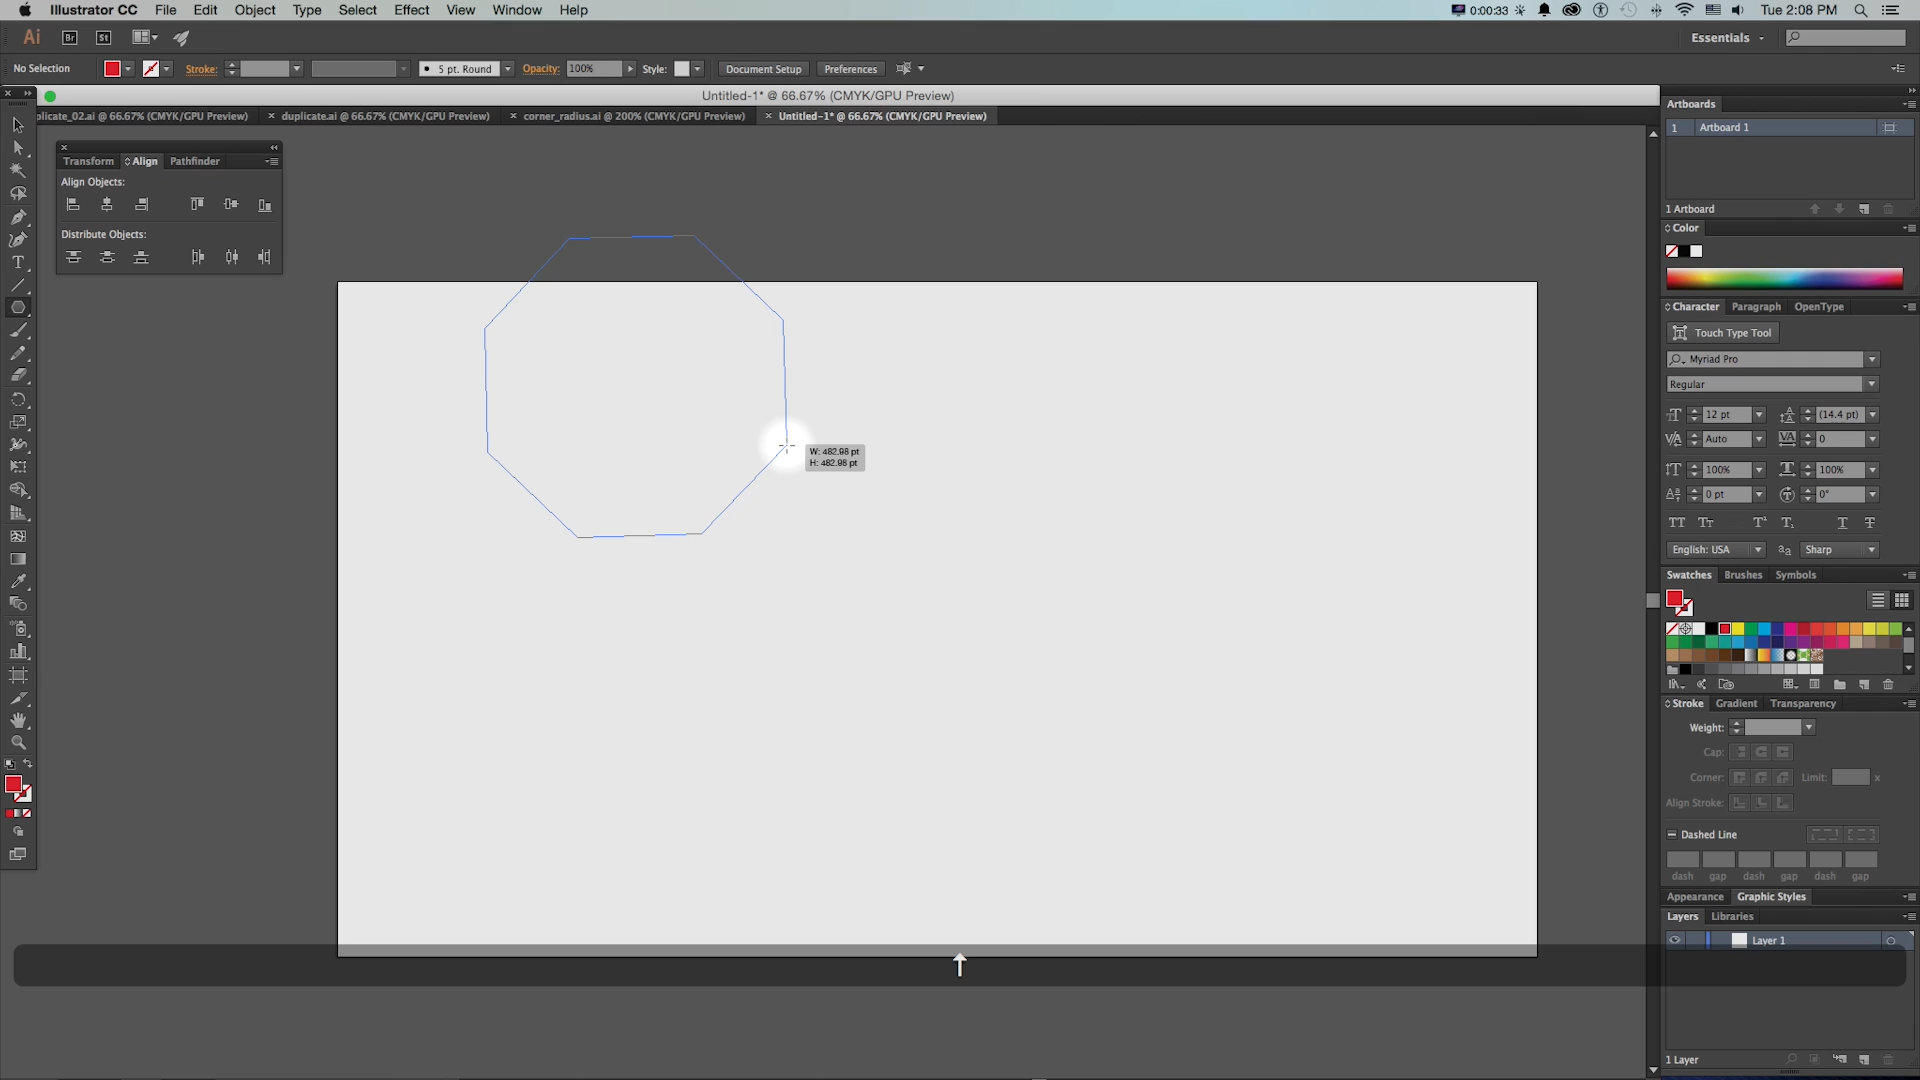 Illustrator CC File Edit Object Type Select Effect View Window Help 0:00:33 Tue 2:08 PM
Ai Br St Essentials
No Selection Stroke: 5 pt. Round Opacity: 100% Style: Document Setup Preferences
Untitled-1* @ 66.67% (CMYK/GPU Preview)
plicate_02.ai @ 66.67% (CMYK/GPU Preview) × duplicate.ai @ 66.67% (CMYK/GPU Preview) × corner_radius.ai @ 200% (CMYK/GPU Preview) × Untitled-1* @ 66.67% (CMYK/GPU Preview)
Transform Align Pathfinder
Align Objects:
Distribute Objects:
W: 482.98 pt
H: 482.98 pt
Artboards
1 Artboard 1
1 Artboard
Color
Character Paragraph OpenType
Touch Type Tool
Myriad Pro
Regular
12 pt (14.4 pt)
Auto 0
100% 100%
0 pt 0°
English: USA Sharp
Swatches Brushes Symbols
Stroke Gradient Transparency
Weight:
Cap:
Corner: Limit: x
Align Stroke:
Dashed Line
dash gap dash gap dash gap
Appearance Graphic Styles
Layers Libraries
Layer 1
1 Layer